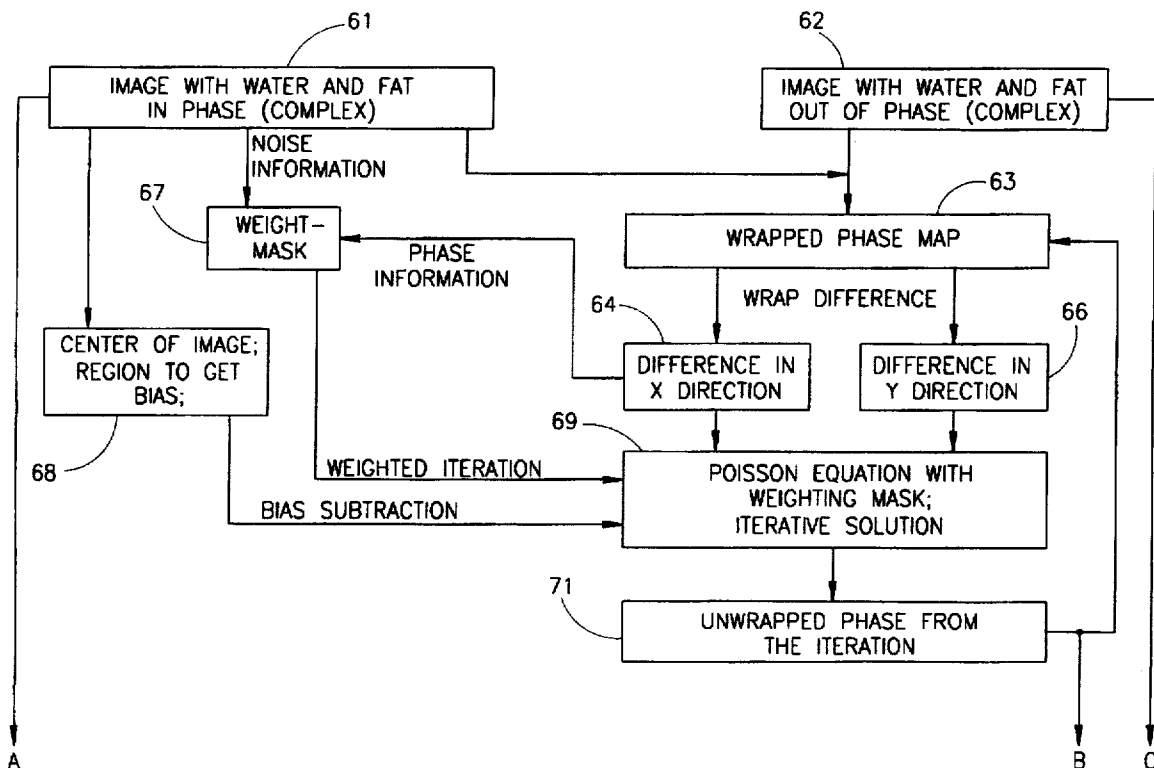 61
62
IMAGE WITH WATER AND FAT
IN PHASE (COMPLEX)
IMAGE WITH WATER AND FAT
OUT OF PHASE (COMPLEX)
NOISE
INFORMATION
67
63
WEIGHT-
MASK
WRAPPED PHASE MAP
PHASE
INFORMATION
WRAP DIFFERENCE
64
66
CENTER OF IMAGE;
REGION TO GET
BIAS;
DIFFERENCE IN
X DIRECTION
DIFFERENCE IN
Y DIRECTION
68
69
WEIGHTED ITERATION
BIAS SUBTRACTION
POISSON EQUATION WITH
WEIGHTING MASK;
ITERATIVE SOLUTION
71
UNWRAPPED PHASE FROM
THE ITERATION
A
B
C